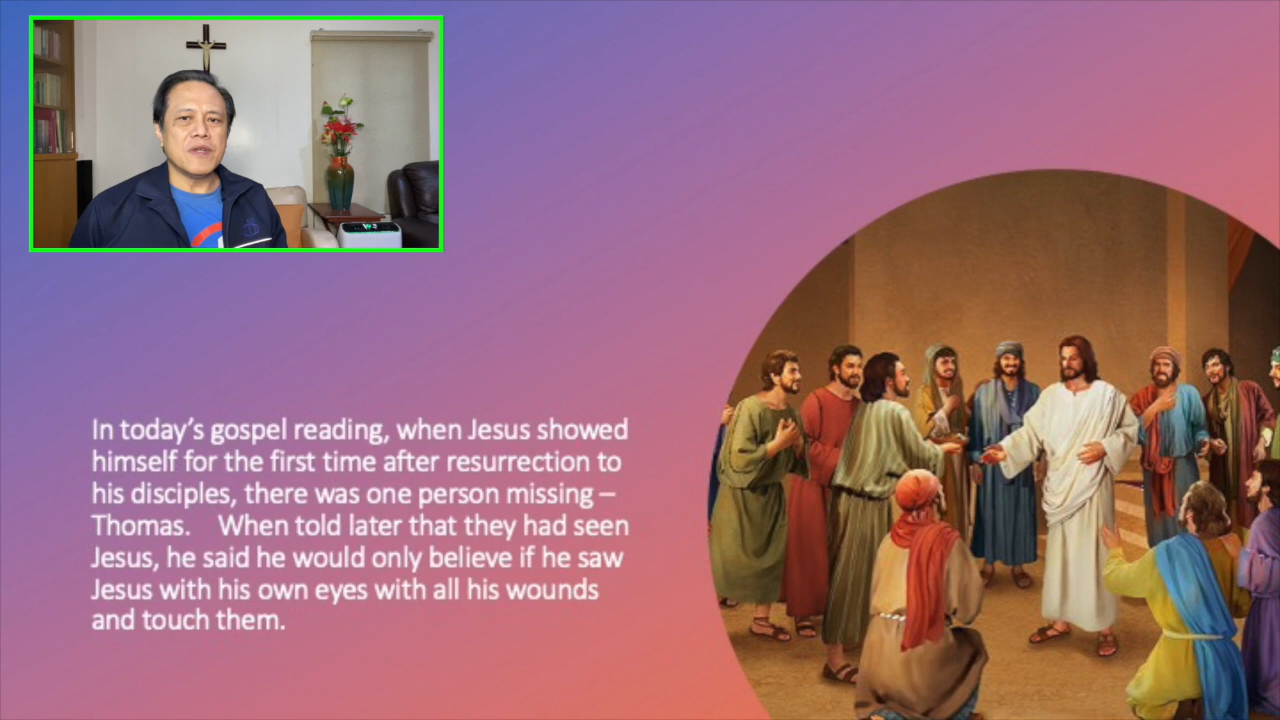 In today’s gospel reading, when Jesus showed
himself for the first time after resurrection to
his disciples, there was one person missing –
Thomas.    When told later that they had seen
Jesus, he said he would only believe if he saw
Jesus with his own eyes with all his wounds
and touch them.